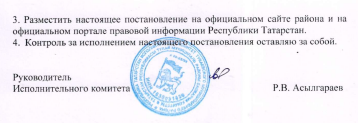 3. Разместить настоящее постановление на официальном сайте района и на
официальном портале правовой информации Республики Татарстан.
4. Контроль за исполнением настоящего постановления оставляю за собой.
Руководитель
Исполнительного комитета
Р.В. Асылгараев